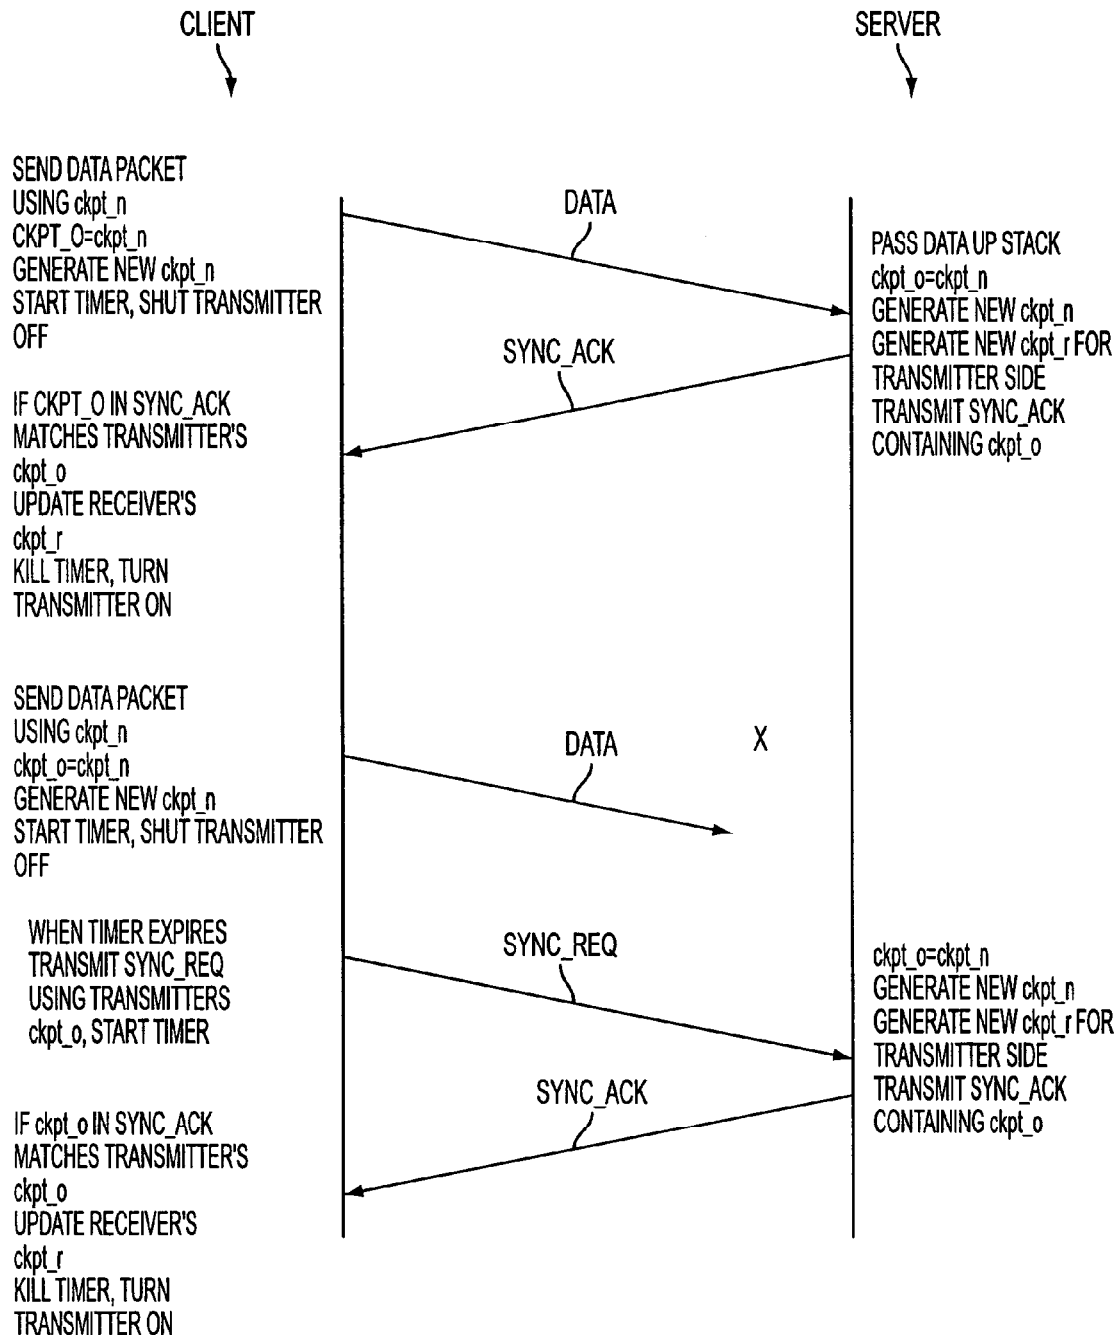 CLIENT
SERVER
SEND DATA PACKET
USING ckpt_n
CKPT_O=ckpt_n
GENERATE NEW ckpt_n
START TIMER, SHUT TRANSMITTER
OFF
DATA
PASS DATA UP STACK
ckpt_o=ckpt_n
GENERATE NEW ckpt_n
GENERATE NEW ckpt_r FOR
TRANSMITTER SIDE
TRANSMIT SYNC_ACK
CONTAINING ckpt_o
SYNC_ACK
IF CKPT_O IN SYNC_ACK
MATCHES TRANSMITTER'S
ckpt_o
UPDATE RECEIVER'S
ckpt_r
KILL TIMER, TURN
TRANSMITTER ON
SEND DATA PACKET
USING ckpt_n
ckpt_o=ckpt_n
GENERATE NEW ckpt_n
START TIMER, SHUT TRANSMITTER
OFF
DATA
X
WHEN TIMER EXPIRES
TRANSMIT SYNC_REQ
USING TRANSMITTERS
ckpt_o, START TIMER
SYNC_REQ
ckpt_o=ckpt_n
GENERATE NEW ckpt_n
GENERATE NEW ckpt_r FOR
TRANSMITTER SIDE
TRANSMIT SYNC_ACK
CONTAINING ckpt_o
SYNC_ACK
IF ckpt_o IN SYNC_ACK
MATCHES TRANSMITTER'S
ckpt_o
UPDATE RECEIVER'S
ckpt_r
KILL TIMER, TURN
TRANSMITTER ON